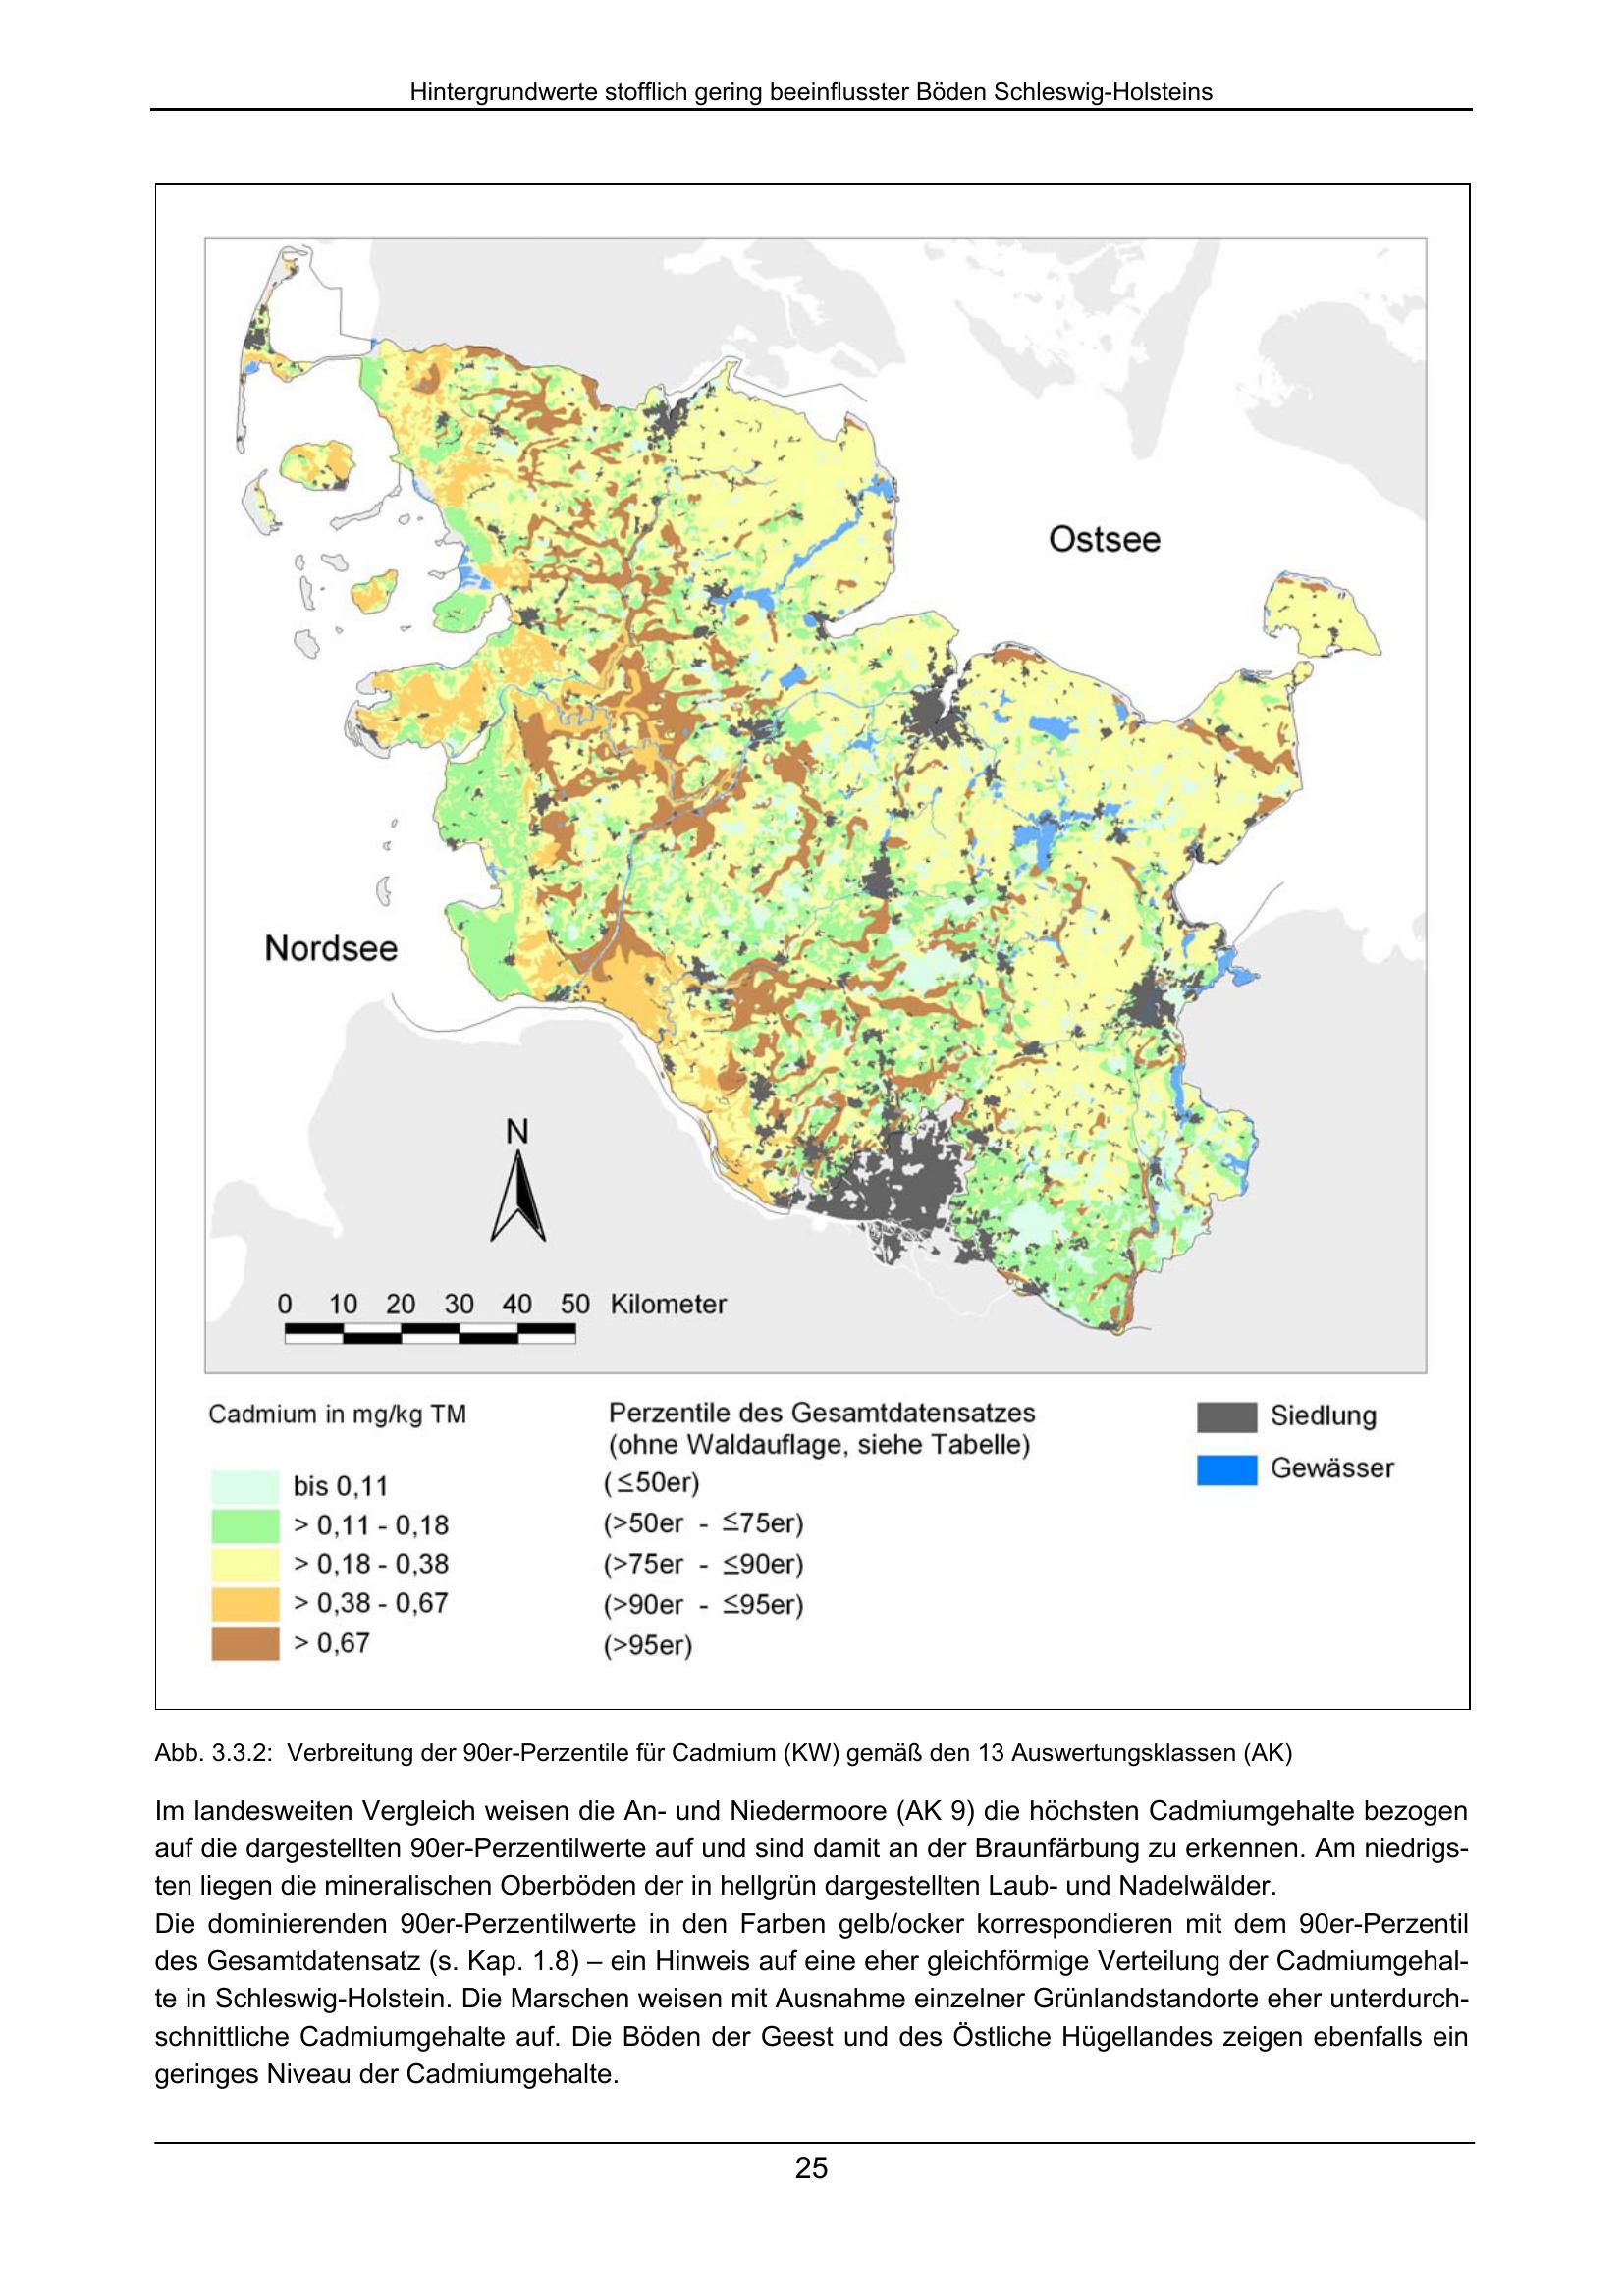 Hintergrundwerte stofflich gering beeinflusster Böden Schleswig-Holsteins
Ostsee
Nordsee
N
0 10 20 30 40 50 Kilometer
Cadmium in mg/kg TM
Perzentile des Gesamtdatensatzes
(ohne Waldauflage, siehe Tabelle)
bis 0,11 (≤50er)
> 0,11 - 0,18 (>50er - ≤75er)
> 0,18 - 0,38 (>75er - ≤90er)
> 0,38 - 0,67 (>90er - ≤95er)
> 0,67 (>95er)
Siedlung
Gewässer
Abb. 3.3.2: Verbreitung der 90er-Perzentile für Cadmium (KW) gemäß den 13 Auswertungsklassen (AK)
Im landesweiten Vergleich weisen die An- und Niedermoore (AK 9) die höchsten Cadmiumgehalte bezogen
auf die dargestellten 90er-Perzentilwerte auf und sind damit an der Braunfärbung zu erkennen. Am niedrigs-
ten liegen die mineralischen Oberböden der in hellgrün dargestellten Laub- und Nadelwälder.
Die dominierenden 90er-Perzentilwerte in den Farben gelb/ocker korrespondieren mit dem 90er-Perzentil
des Gesamtdatensatz (s. Kap. 1.8) – ein Hinweis auf eine eher gleichförmige Verteilung der Cadmiumgehal-
te in Schleswig-Holstein. Die Marschen weisen mit Ausnahme einzelner Grünlandstandorte eher unterdurch-
schnittliche Cadmiumgehalte auf. Die Böden der Geest und des Östliche Hügellandes zeigen ebenfalls ein
geringes Niveau der Cadmiumgehalte.
25